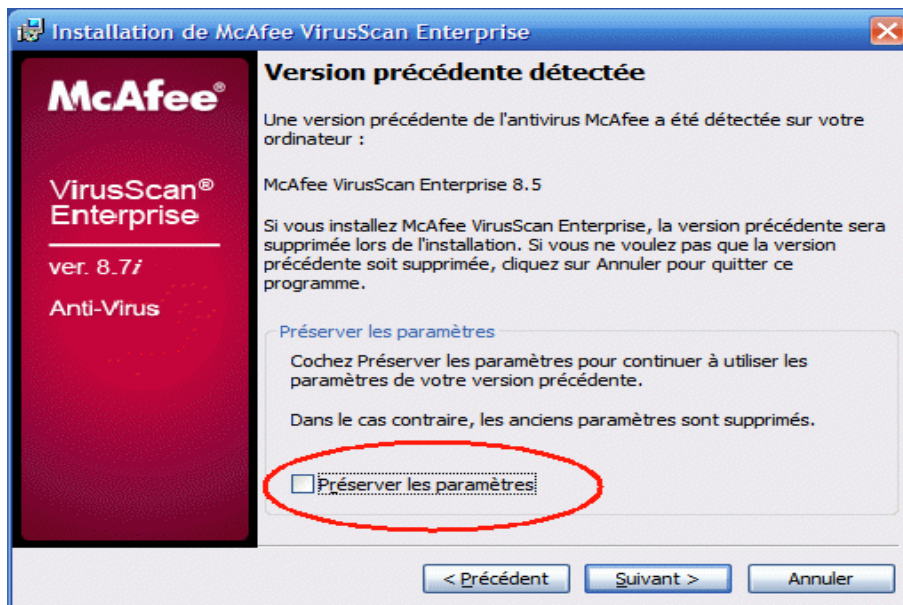 Installation de McAfee VirusScan Enterprise
McAfee®
VirusScan®
Enterprise
ver. 8.7i
Anti-Virus
Version précédente détectée
Une version précédente de l'antivirus McAfee a été détectée sur votre
ordinateur :
McAfee VirusScan Enterprise 8.5
Si vous installez McAfee VirusScan Enterprise, la version précédente sera
supprimée lors de l'installation. Si vous ne voulez pas que la version
précédente soit supprimée, cliquez sur Annuler pour quitter ce
programme.
Préserver les paramètres
Cochez Préserver les paramètres pour continuer à utiliser les
paramètres de votre version précédente.
Dans le cas contraire, les anciens paramètres sont supprimés.
Préserver les paramètres
< Précédent
Suivant >
Annuler